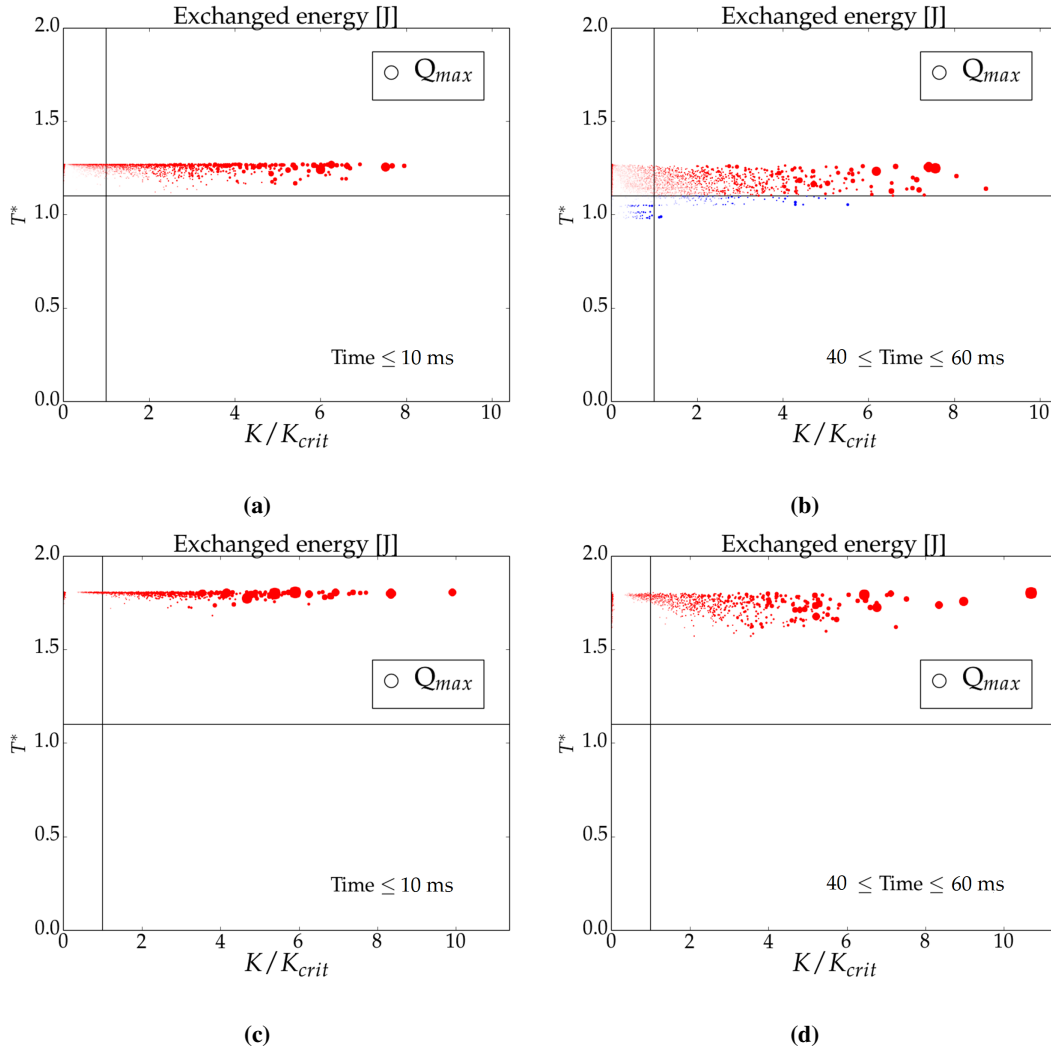 Exchanged energy [J]
2.0
1.5
1.0
0.5
0.0
T*
Q_max
Time ≤ 10 ms
0 2 4 6 8 10
K/K_crit
(a)
Exchanged energy [J]
2.0
1.5
1.0
0.5
0.0
T*
Q_max
40 ≤ Time ≤ 60 ms
0 2 4 6 8 10
K/K_crit
(b)
Exchanged energy [J]
2.0
1.5
1.0
0.5
0.0
T*
Q_max
Time ≤ 10 ms
0 2 4 6 8 10
K/K_crit
(c)
Exchanged energy [J]
2.0
1.5
1.0
0.5
0.0
T*
Q_max
40 ≤ Time ≤ 60 ms
0 2 4 6 8 10
K/K_crit
(d)